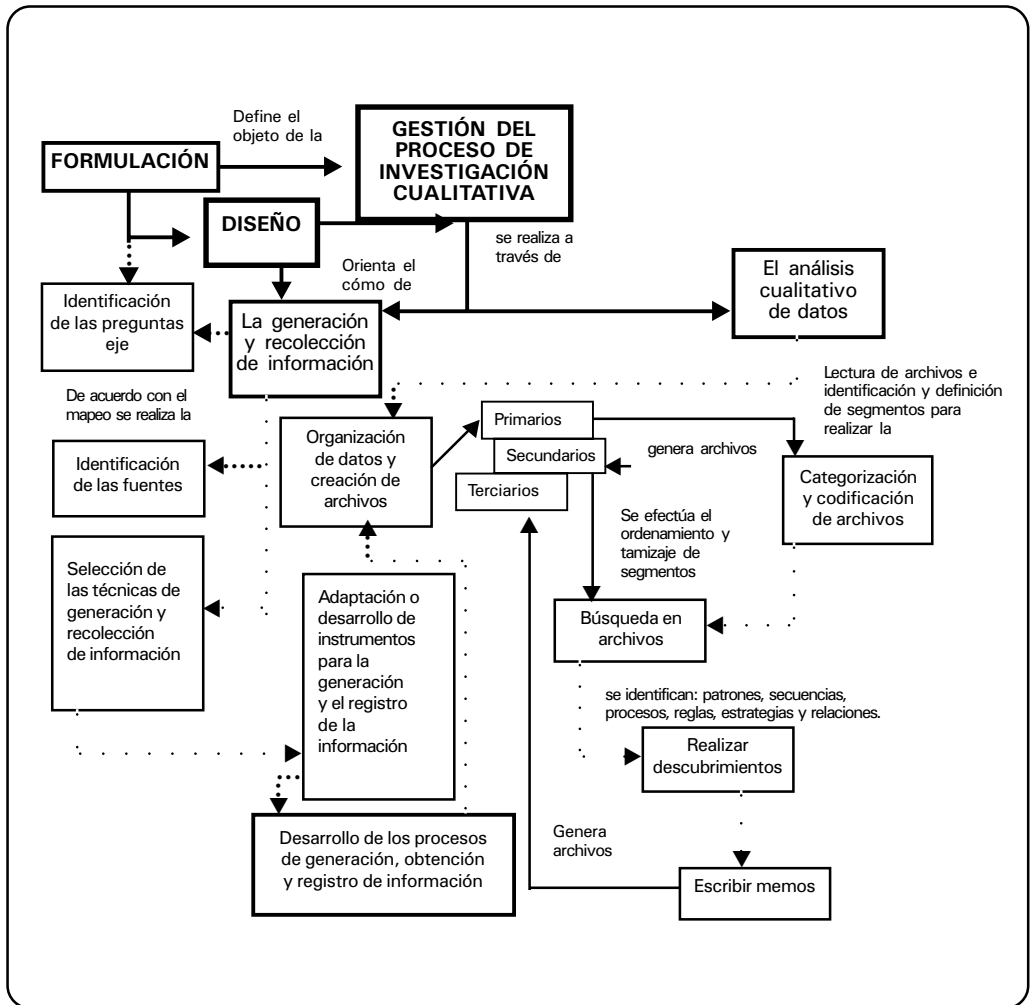 Define el
objeto de la
GESTIÓN DEL
PROCESO DE
INVESTIGACIÓN
CUALITATIVA
FORMULACIÓN
DISEÑO
se realiza a
través de
Orienta el
cómo de
El análisis
cualitativo
de datos
Identificación
de las preguntas
eje
La generación
y recolección
de información
De acuerdo con el
mapeo se realiza la
Lectura de archivos e
identificación y definición
de segmentos para
realizar la
Organización
de datos y
creación de
archivos
Primarios
Secundarios
Terciarios
genera archivos
Identificación
de las fuentes
Categorización
y codificación
de archivos
Se efectúa el
ordenamiento y
tamizaje de
segmentos
Selección de
las técnicas de
generación y
recolección
de información
Adaptación o
desarrollo de
instrumentos
para la
generación
y el registro
de la
información
Búsqueda en
archivos
se identifican: patrones, secuencias,
procesos, reglas, estrategias y relaciones.
Realizar
descubrimientos
Desarrollo de los procesos
de generación, obtención
y registro de información
Genera
archivos
Escribir memos